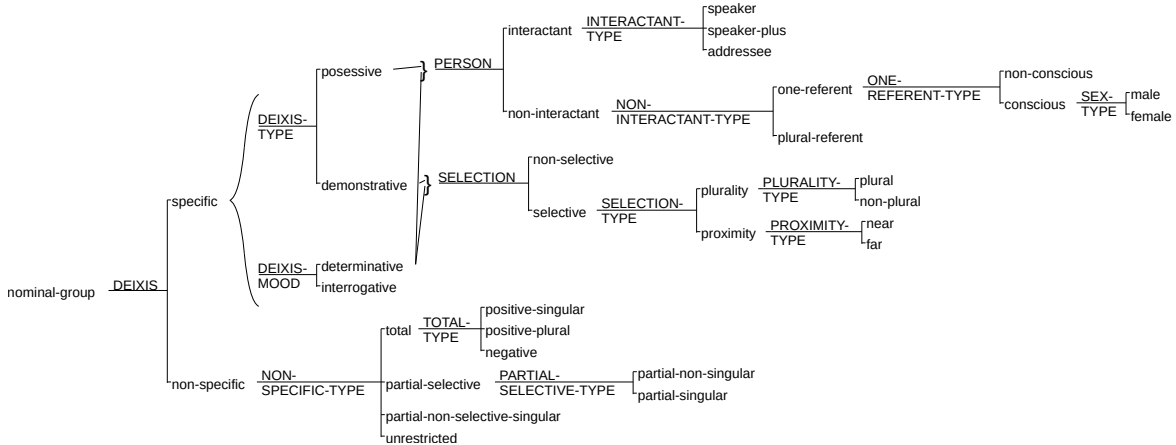 speaker
interactant
INTERACTANT-
TYPE
speaker-plus
addressee
posessive
PERSON
non-interactant
NON-
INTERACTANT-TYPE
one-referent
ONE-
REFERENT-TYPE
non-conscious
conscious
SEX-
TYPE
male
female
plural-referent
DEIXIS-
TYPE
demonstrative
SELECTION
non-selective
selective
SELECTION-
TYPE
plurality
PLURALITY-
TYPE
plural
non-plural
proximity
PROXIMITY-
TYPE
near
far
specific
DEIXIS-
MOOD
determinative
interrogative
nominal-group
DEIXIS
non-specific
NON-
SPECIFIC-TYPE
total
TOTAL-
TYPE
positive-singular
positive-plural
negative
partial-selective
PARTIAL-
SELECTIVE-TYPE
partial-non-singular
partial-singular
partial-non-selective-singular
unrestricted